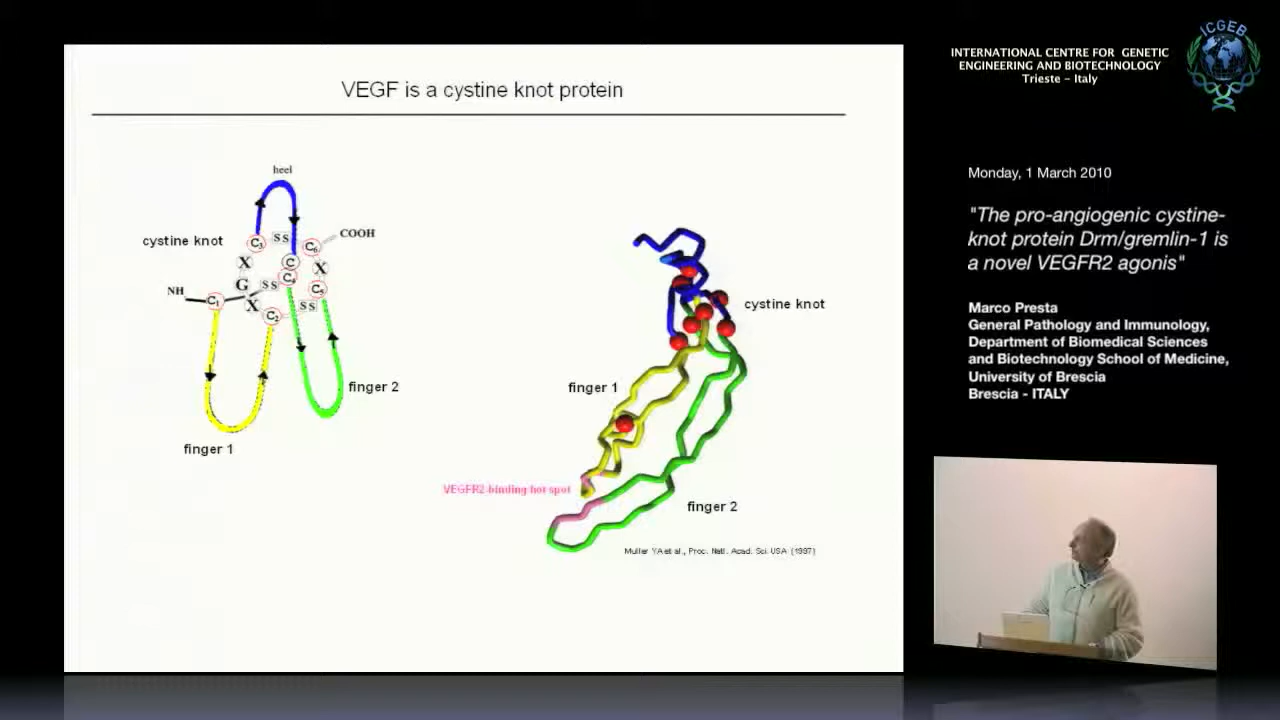 VEGF is a cystine knot protein
heel
cystine knot
C3
SS
C6
COOH
X
C
X
G
SS
C4
C5
NH
C1
X
C2
SS
finger 2
finger 1
cystine knot
finger 1
VEGFR2-binding hot spot
finger 2
Muller YA et al., Proc. Natl. Acad. Sci. USA (1997)
ICGEB
INTERNATIONAL CENTRE FOR GENETIC
ENGINEERING AND BIOTECHNOLOGY
Trieste - Italy
Monday, 1 March 2010
"The pro-angiogenic cystine-
knot protein Drm/gremlin-1 is
a novel VEGFR2 agonis"
Marco Presta
General Pathology and Immunology,
Department of Biomedical Sciences
and Biotechnology School of Medicine,
University of Brescia
Brescia - ITALY